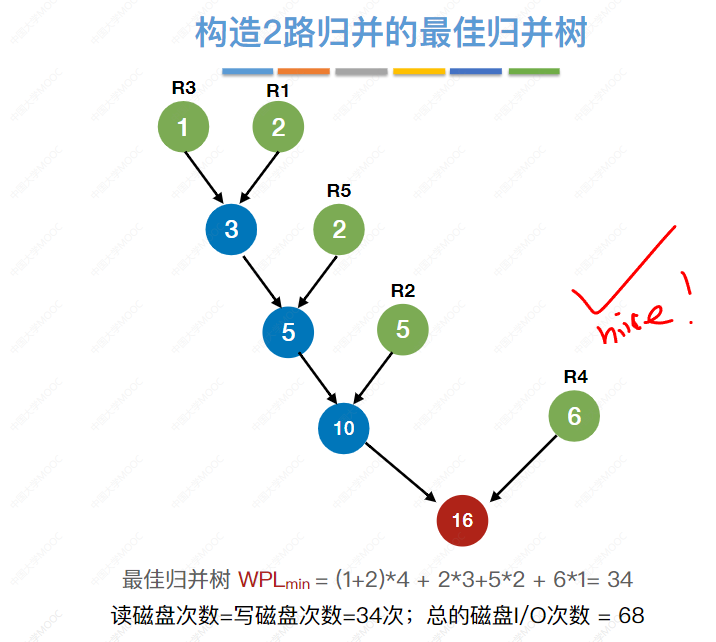 构造2路归并的最佳归并树
R3 R1
1 2
R5
3 2
R2
5 5
R4
10 6
16
nice!
最佳归并树 WPLmin = (1+2)*4 + 2*3+5*2 + 6*1= 34
读磁盘次数=写磁盘次数=34次；总的磁盘I/O次数 = 68